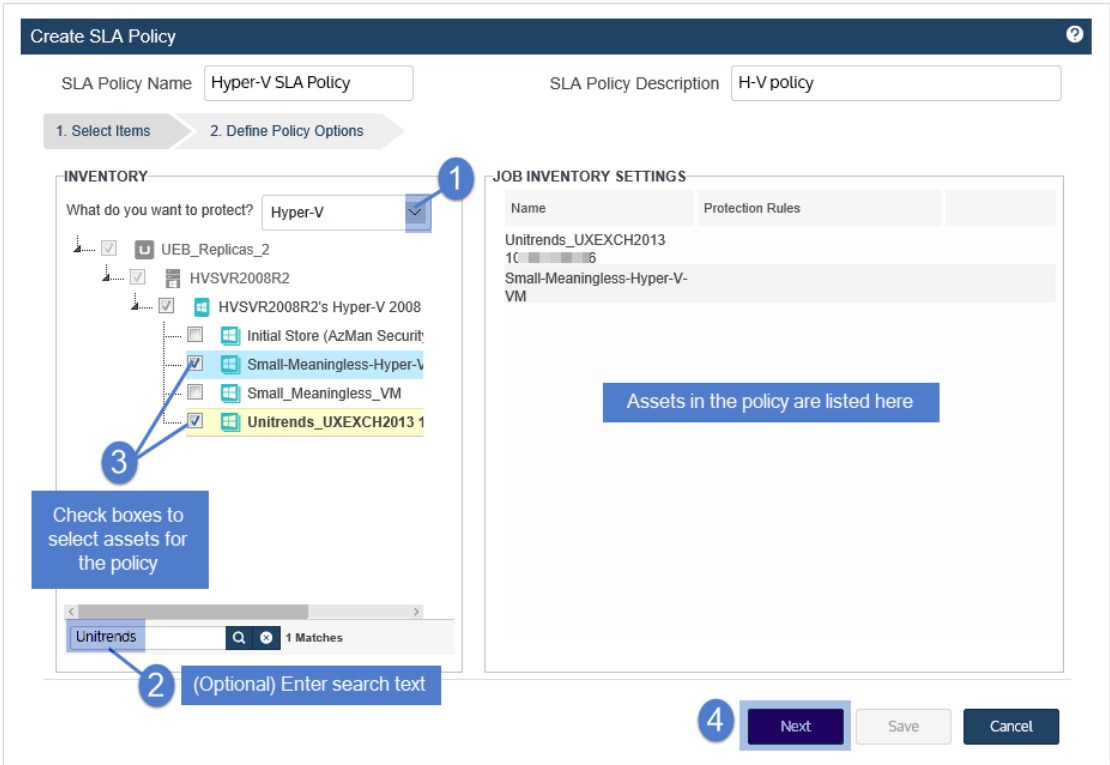 Create SLA Policy
?
SLA Policy Name
Hyper-V SLA Policy
SLA Policy Description
H-V policy
1. Select Items
2. Define Policy Options
INVENTORY
1
What do you want to protect?
Hyper-V
UEB_Replicas_2
HVSVR2008R2
HVSVR2008R2's Hyper-V 2008
Initial Store (AzMan Securit
Small-Meaningless-Hyper-V
Small_Meaningless_VM
Unitrends_UXEXCH2013 1
3
Check boxes to
select assets for
the policy
Unitrends
1 Matches
2
(Optional) Enter search text
JOB INVENTORY SETTINGS
Name
Protection Rules
Unitrends_UXEXCH2013
10 6
Small-Meaningless-Hyper-V-
VM
Assets in the policy are listed here
4
Next
Save
Cancel